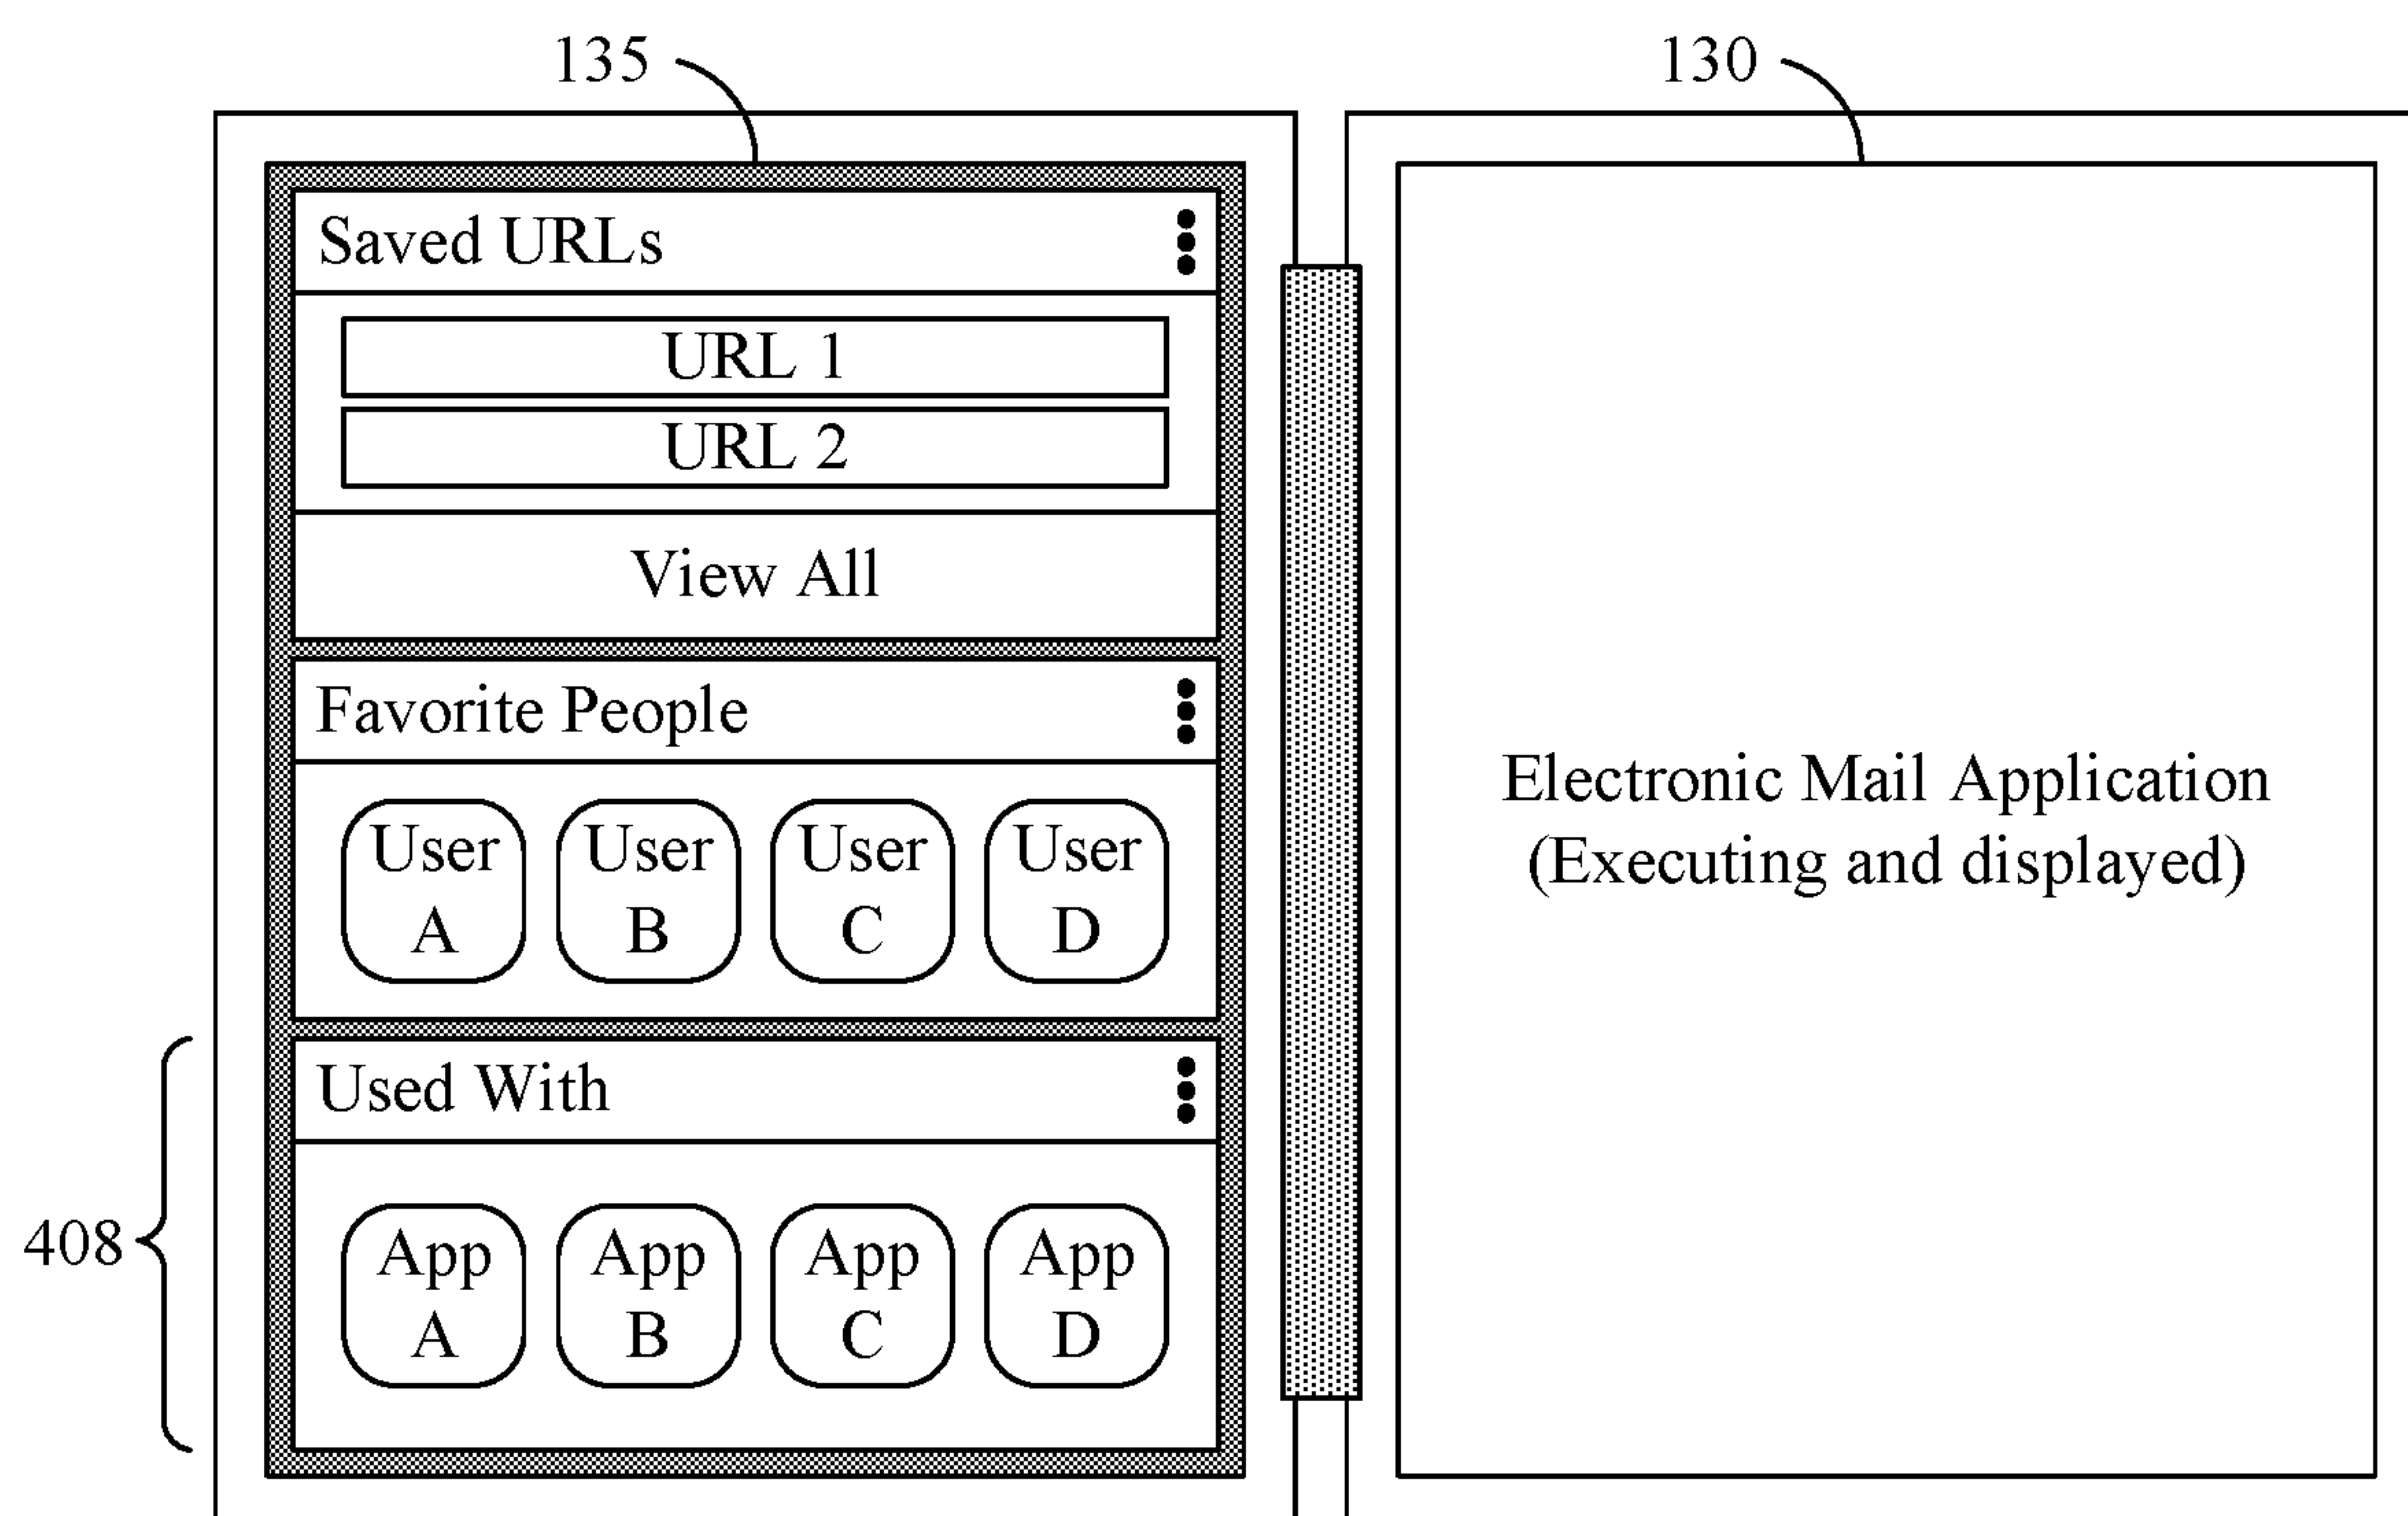 135
130
Saved URLs
URL 1
URL 2
View All
Favorite People
User A
User B
User C
User D
Electronic Mail Application
(Executing and displayed)
Used With
408
App A
App B
App C
App D